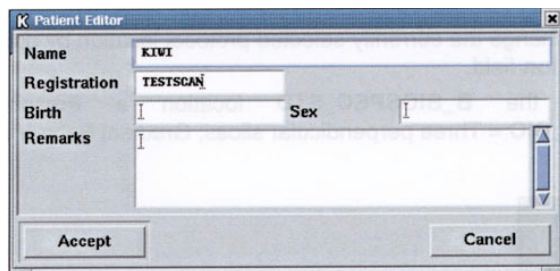 Patient Editor
Name KIWI
Registration TESTSCAN
Birth Sex
Remarks
Accept Cancel